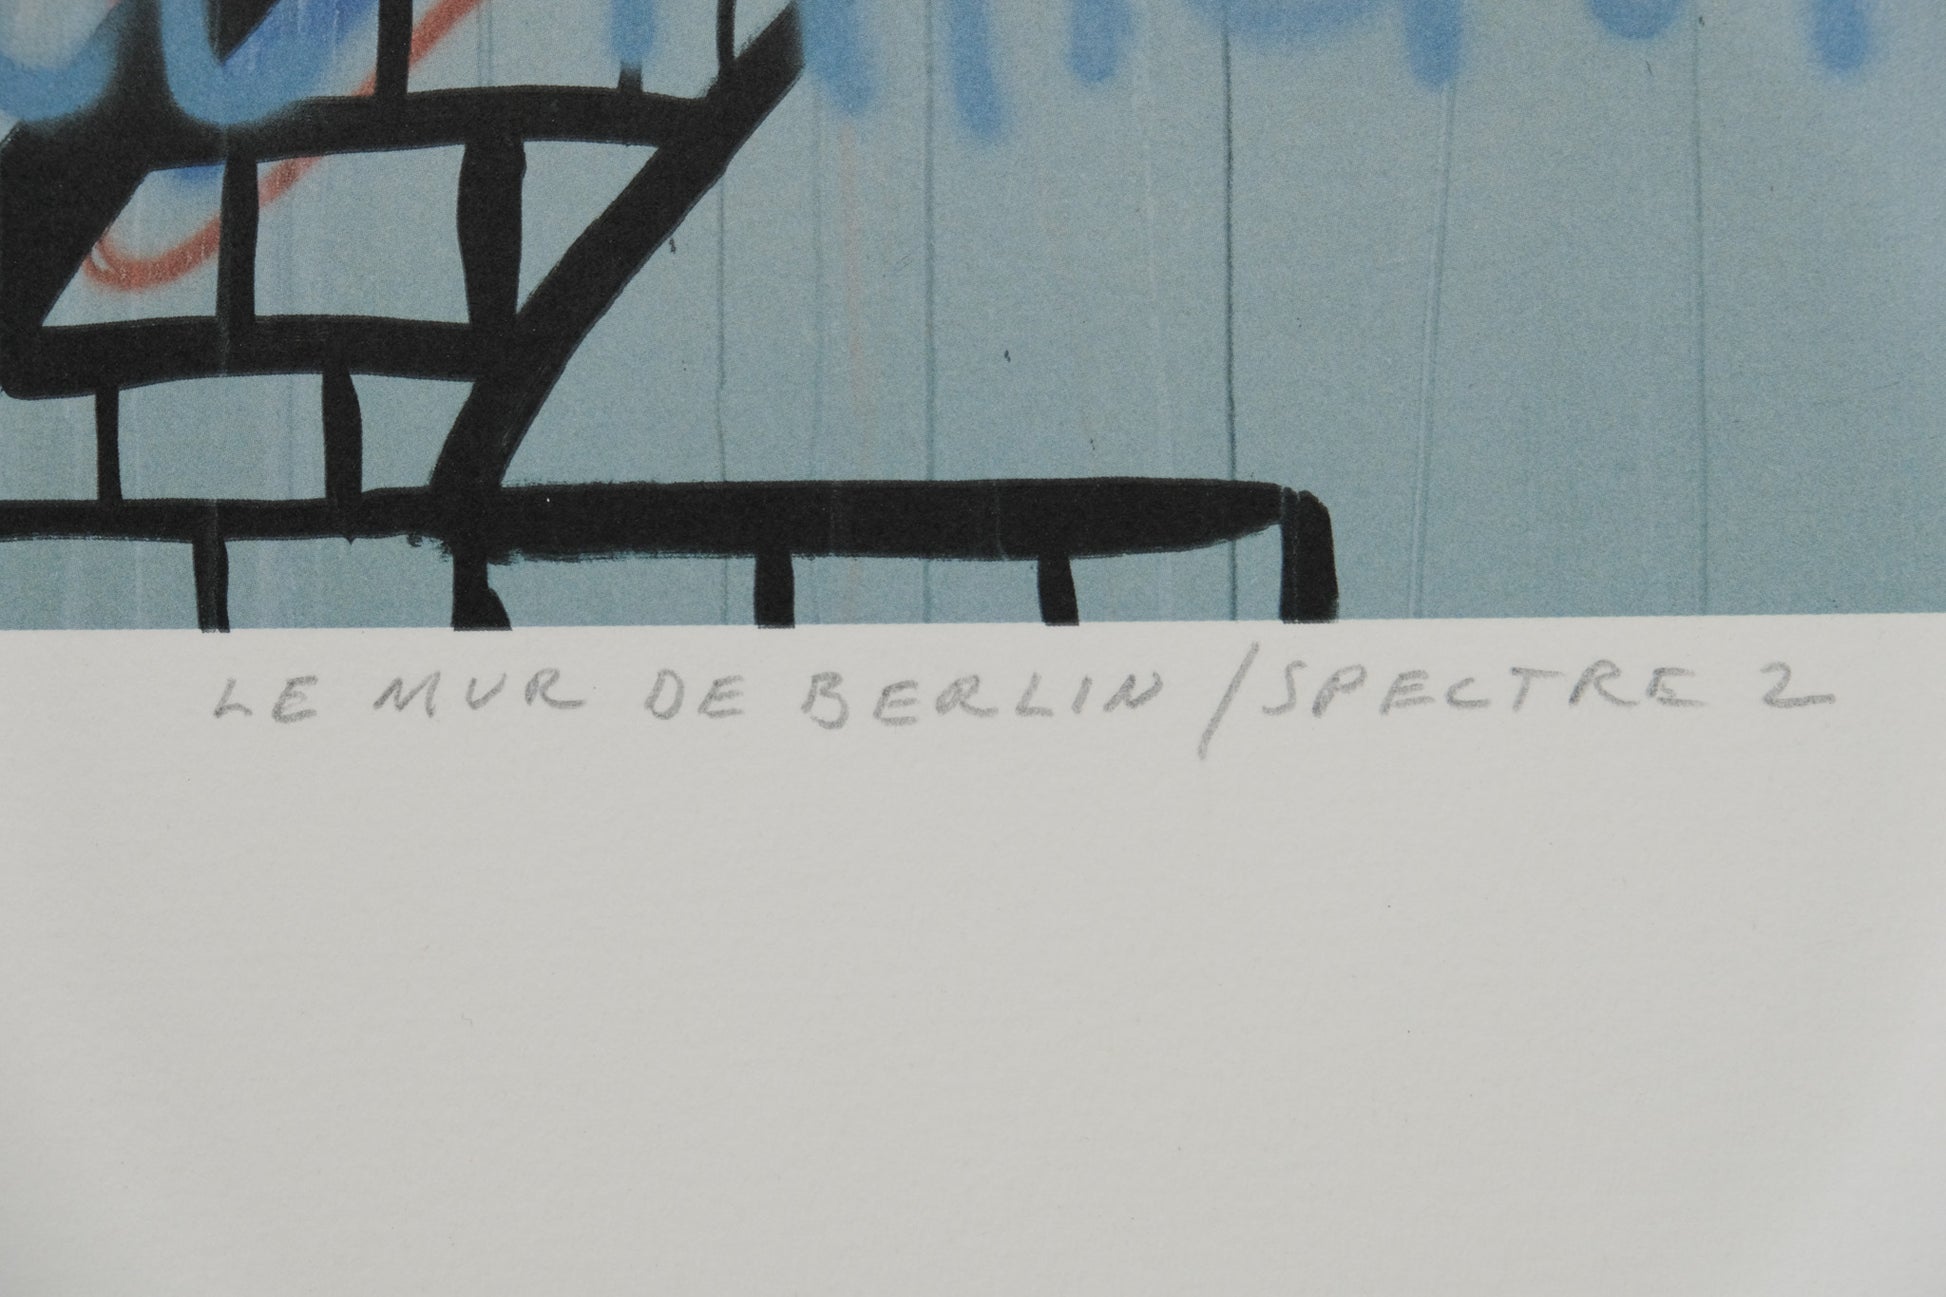 LE MUR DE BERLIN / SPECTRE 2